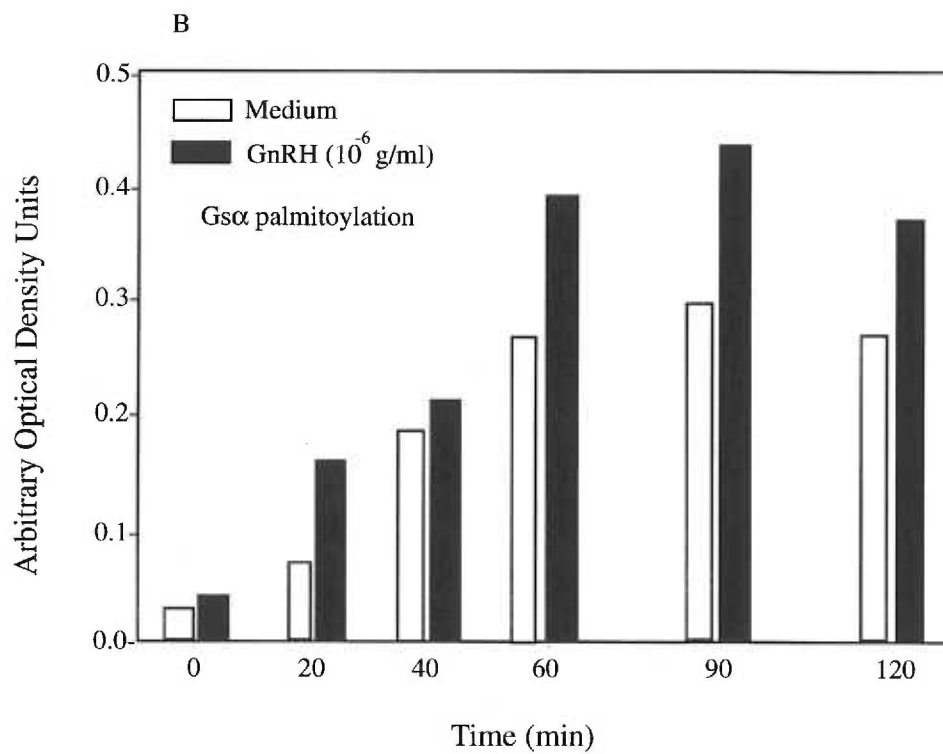 B
Arbitrary Optical Density Units
0.5
0.4
0.3
0.2
0.1
0.0
Medium
GnRH (10-6 g/ml)
Gsα palmitoylation
0 20 40 60 90 120
Time (min)